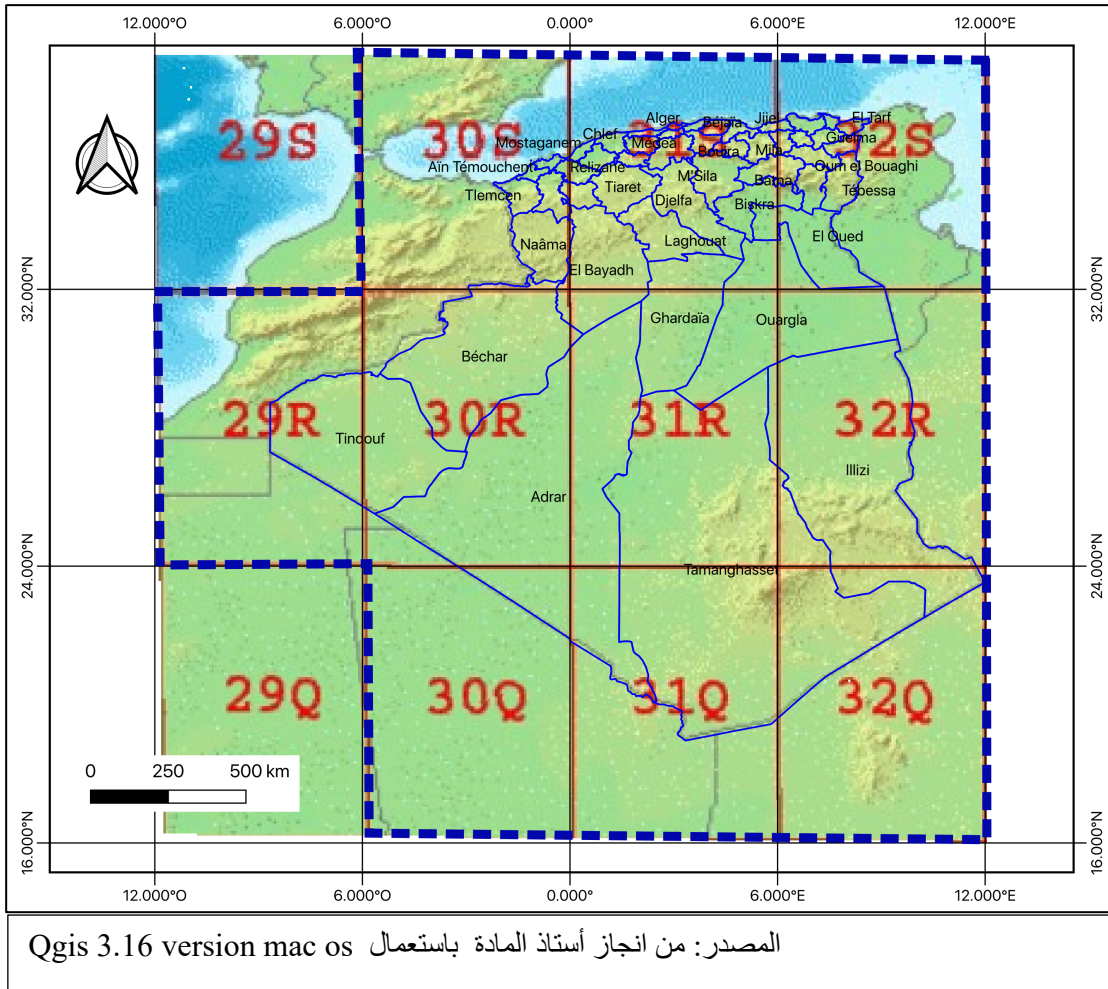 12.000°O 6.000°O 0.000° 6.000°E 12.000°E
29S 30S 31S 32S
Alger Béjaïa Jije El-Tarf
Chlef Guelma
Mostaganem Médéa Bouira Mila
Aïn Témouchent Relizane Oum el Bouaghi
Tiaret M'Sila Batna
Tlemcen Djelfa Biskra Tébessa
Naâma Laghouat El Oued
El Bayadh
32.000°N 32.000°N
Ghardaïa Ouargla
Béchar
29R 30R 31R 32R
Tindouf
Illizi
Adrar
24.000°N 24.000°N
Tamanghasset
29Q 30Q 31Q 32Q
0 250 500 km
16.000°N 16.000°N
12.000°O 6.000°O 0.000° 6.000°E 12.000°E
المصدر: من انجاز أستاذ المادة باستعمال Qgis 3.16 version mac os